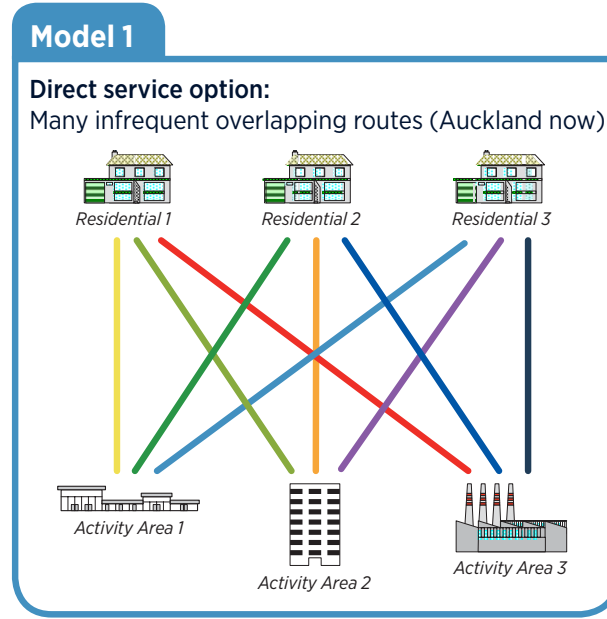 Model 1
Direct service option:
Many infrequent overlapping routes (Auckland now)
Residential 1
Residential 2
Residential 3
Activity Area 1
Activity Area 2
Activity Area 3